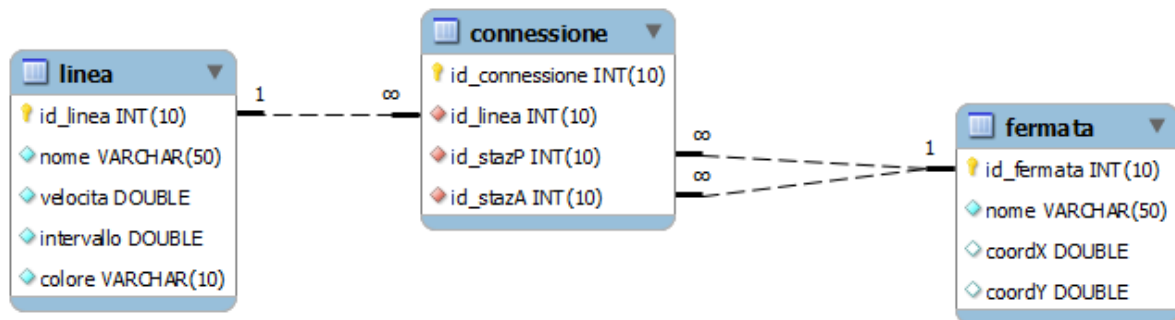 linea
id_linea INT(10)
nome VARCHAR(50)
velocita DOUBLE
intervallo DOUBLE
colore VARCHAR(10)
1
∞
connessione
id_connessione INT(10)
id_linea INT(10)
id_stazP INT(10)
id_stazA INT(10)
∞
∞
1
fermata
id_fermata INT(10)
nome VARCHAR(50)
coordX DOUBLE
coordY DOUBLE